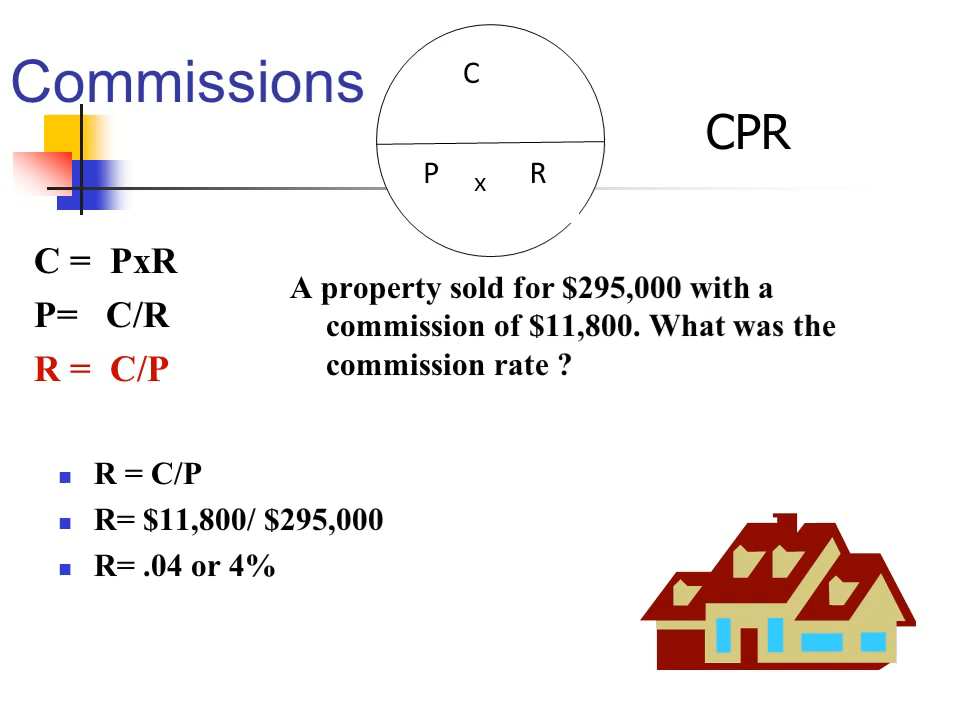 Commissions
C
P x R
CPR
C = PxR
P= C/R
R = C/P
A property sold for $295,000 with a
commission of $11,800. What was the
commission rate ?
R = C/P
R= $11,800/ $295,000
R= .04 or 4%